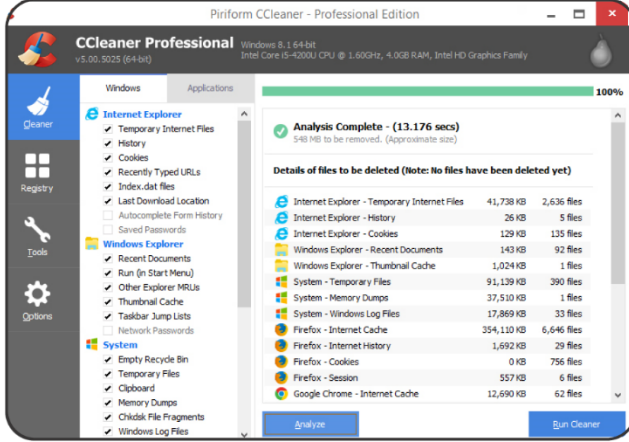 Piriform CCleaner - Professional Edition
CCleaner Professional
v5.00.5025 (64-bit)
Windows 8.1 64-bit
Intel Core i5-4200U CPU @ 1.60GHz, 4.0GB RAM, Intel HD Graphics Family
Cleaner
Registry
Tools
Options
Windows
Applications
Internet Explorer
Temporary Internet Files
History
Cookies
Recently Typed URLs
Index.dat files
Last Download Location
Autocomplete Form History
Saved Passwords
Windows Explorer
Recent Documents
Run (in Start Menu)
Other Explorer MRUs
Thumbnail Cache
Taskbar Jump Lists
Network Passwords
System
Empty Recycle Bin
Temporary Files
Clipboard
Memory Dumps
Chkdsk File Fragments
Windows Log Files
100%
Analysis Complete - (13.176 secs)
548 MB to be removed. (Approximate size)
Details of files to be deleted (Note: No files have been deleted yet)
Internet Explorer - Temporary Internet Files 41,738 KB 2,636 files
Internet Explorer - History 26 KB 5 files
Internet Explorer - Cookies 129 KB 135 files
Windows Explorer - Recent Documents 143 KB 92 files
Windows Explorer - Thumbnail Cache 1,024 KB 1 files
System - Temporary Files 91,139 KB 390 files
System - Memory Dumps 37,510 KB 1 files
System - Windows Log Files 17,869 KB 33 files
Firefox - Internet Cache 354,110 KB 6,646 files
Firefox - Internet History 1,692 KB 29 files
Firefox - Cookies 0 KB 756 files
Firefox - Session 557 KB 6 files
Google Chrome - Internet Cache 12,690 KB 62 files
Analyze
Run Cleaner